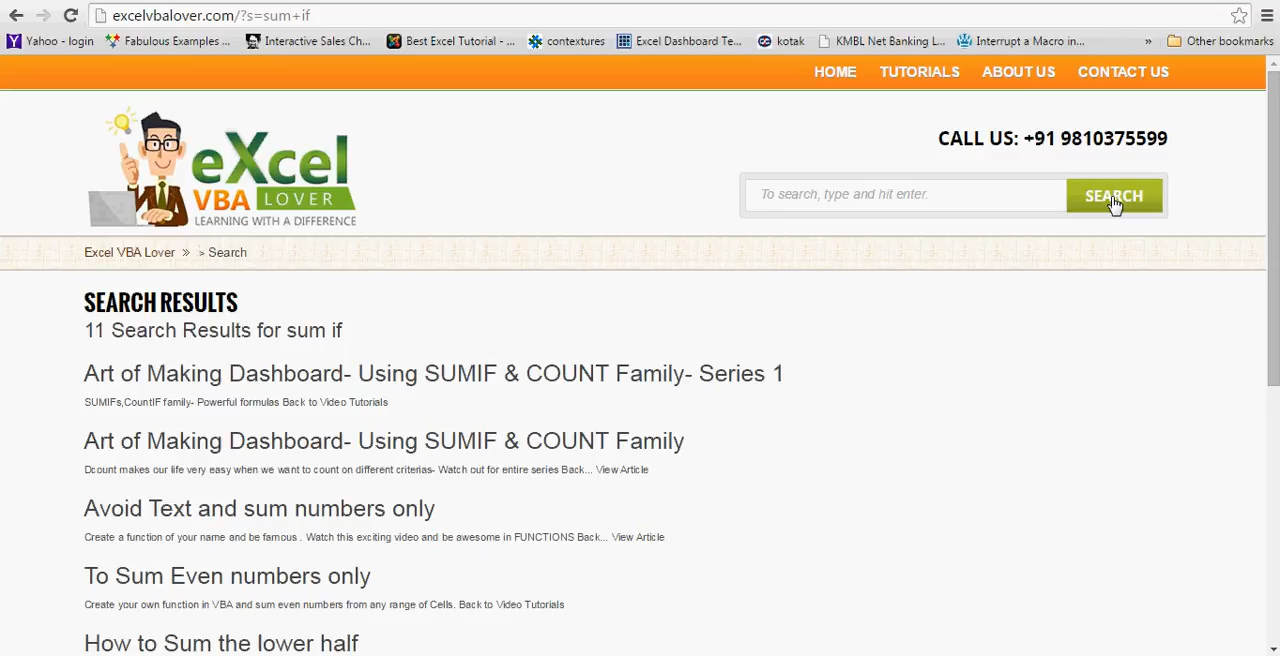 excelvbalover.com/?s=sum+if
Yahoo - login Fabulous Examples ... Interactive Sales Ch... Best Excel Tutorial - ... contextures Excel Dashboard Te... kotak KMBL Net Banking L... Interrupt a Macro in... » Other bookmarks
HOME TUTORIALS ABOUT US CONTACT US
eXcel
VBA LOVER
LEARNING WITH A DIFFERENCE
CALL US: +91 9810375599
To search, type and hit enter. SEARCH
Excel VBA Lover » > Search
SEARCH RESULTS
11 Search Results for sum if
Art of Making Dashboard- Using SUMIF & COUNT Family- Series 1
SUMIFs,CountIF family- Powerful formulas Back to Video Tutorials
Art of Making Dashboard- Using SUMIF & COUNT Family
Dcount makes our life very easy when we want to count on different criterias- Watch out for entire series Back... View Article
Avoid Text and sum numbers only
Create a function of your name and be famous . Watch this exciting video and be awesome in FUNCTIONS Back... View Article
To Sum Even numbers only
Create your own function in VBA and sum even numbers from any range of Cells. Back to Video Tutorials
How to Sum the lower half